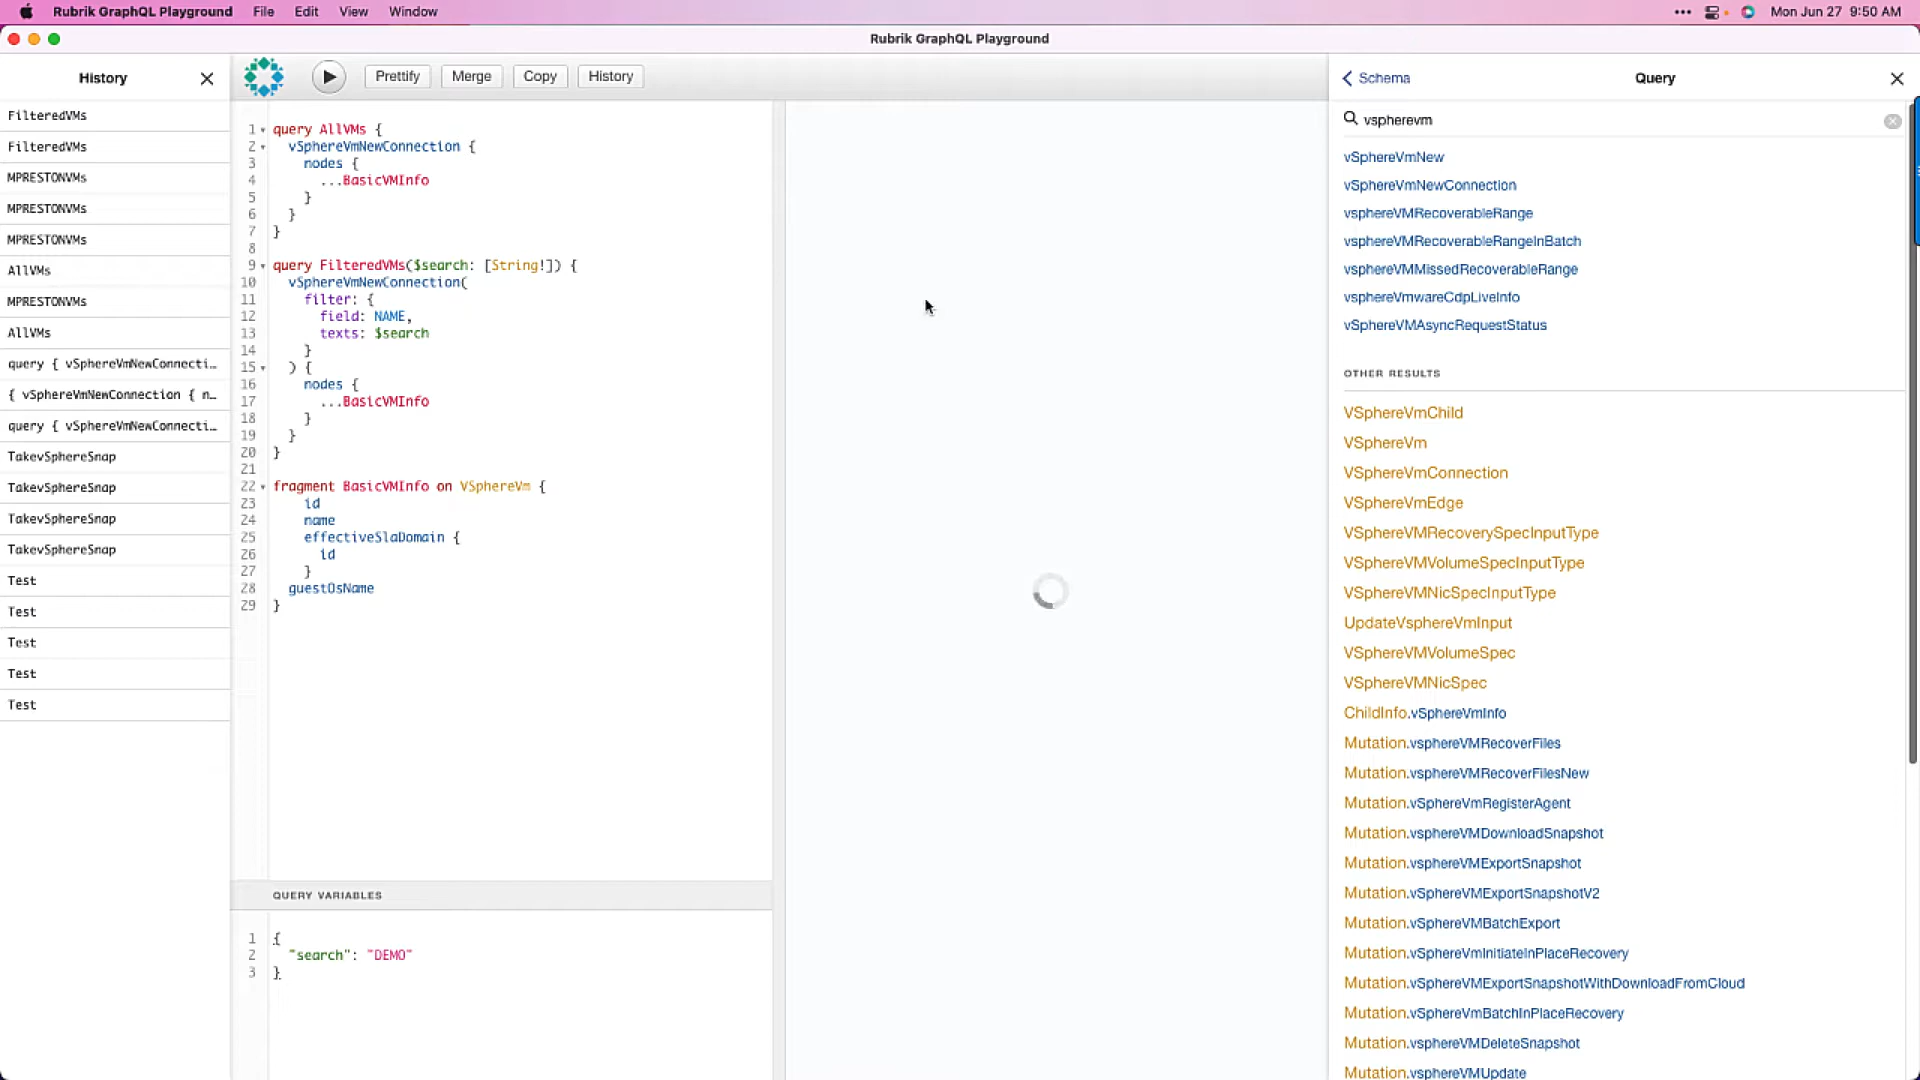 Rubrik GraphQL Playground File Edit View Window
Mon Jun 27 9:50 AM
Rubrik GraphQL Playground
History
Prettify Merge Copy History
FilteredVMs
FilteredVMs
MPRESTONVMs
MPRESTONVMs
MPRESTONVMs
AllVMs
MPRESTONVMs
AllVMs
query { vSphereVmNewConnecti…
{ vSphereVmNewConnection { n…
query { vSphereVmNewConnecti…
TakevSphereSnap
TakevSphereSnap
TakevSphereSnap
TakevSphereSnap
Test
Test
Test
Test
Test
1 query AllVMs {
2 vSphereVmNewConnection {
3 nodes {
4 ...BasicVMInfo
5 }
6 }
7 }
8
9 query FilteredVMs($search: [String!]) {
10 vSphereVmNewConnection(
11 filter: {
12 field: NAME,
13 texts: $search
14 }
15 ) {
16 nodes {
17 ...BasicVMInfo
18 }
19 }
20 }
21
22 fragment BasicVMInfo on VSphereVm {
23 id
24 name
25 effectiveSlaDomain {
26 id
27 }
28 guestOsName
29 }
QUERY VARIABLES
1 {
2 "search": "DEMO"
3 }
Schema
Query
vspherevm
vSphereVmNew
vSphereVmNewConnection
vsphereVMRecoverableRange
vsphereVMRecoverableRangeInBatch
vsphereVMMissedRecoverableRange
vsphereVmwareCdpLiveInfo
vSphereVMAsyncRequestStatus
OTHER RESULTS
VSphereVmChild
VSphereVm
VSphereVmConnection
VSphereVmEdge
VSphereVMRecoverySpecInputType
VSphereVMVolumeSpecInputType
VSphereVMNicSpecInputType
UpdateVsphereVmInput
VSphereVMVolumeSpec
VSphereVMNicSpec
ChildInfo.vSphereVmInfo
Mutation.vsphereVMRecoverFiles
Mutation.vsphereVMRecoverFilesNew
Mutation.vSphereVmRegisterAgent
Mutation.vsphereVMDownloadSnapshot
Mutation.vsphereVMExportSnapshot
Mutation.vSphereVMExportSnapshotV2
Mutation.vSphereVMBatchExport
Mutation.vSphereVmInitiateInPlaceRecovery
Mutation.vSphereVMExportSnapshotWithDownloadFromCloud
Mutation.vSphereVmBatchInPlaceRecovery
Mutation.vsphereVMDeleteSnapshot
Mutation.vsphereVMUpdate